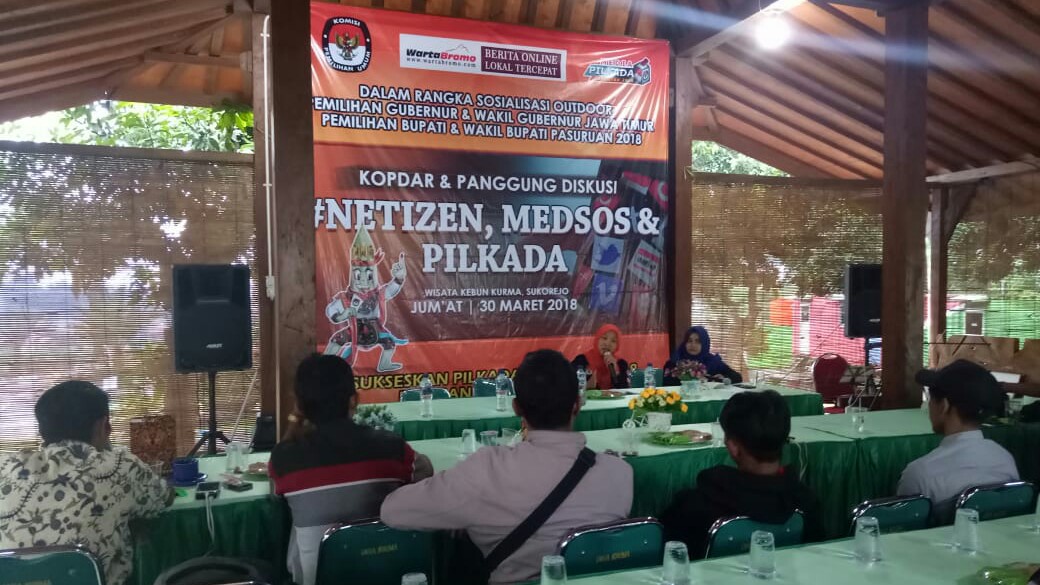 KOMISI
PEMILIHAN UMUM
WartaBromo
www.wartabromo.com
BERITA ONLINE
LOKAL TERCEPAT
PILKADA
DALAM RANGKA SOSIALISASI OUTDOOR
PEMILIHAN GUBERNUR & WAKIL GUBERNUR JAWA TIMUR
PEMILIHAN BUPATI & WAKIL BUPATI PASURUAN 2018
KOPDAR & PANGGUNG DISKUSI
#NETIZEN, MEDSOS &
PILKADA
WISATA KEBUN KURMA, SUKOREJO
JUM'AT | 30 MARET 2018
SUKSESKAN PILKADA